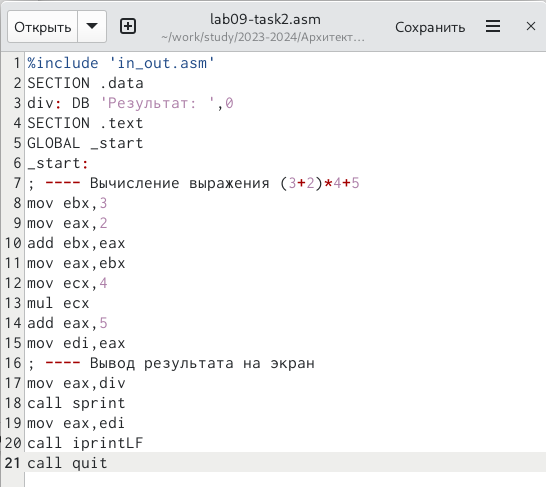 lab09-task2.asm
Открыть
~/work/study/2023-2024/Архитект...
Сохранить
1 %include 'in_out.asm'
2 SECTION .data
3 div: DB 'Результат: ',0
4 SECTION .text
5 GLOBAL _start
6 _start:
7 ; ---- Вычисление выражения (3+2)*4+5
8 mov ebx,3
9 mov eax,2
10 add ebx,eax
11 mov eax,ebx
12 mov ecx,4
13 mul ecx
14 add eax,5
15 mov edi,eax
16 ; ---- Вывод результата на экран
17 mov eax,div
18 call sprint
19 mov eax,edi
20 call iprintLF
21 call quit